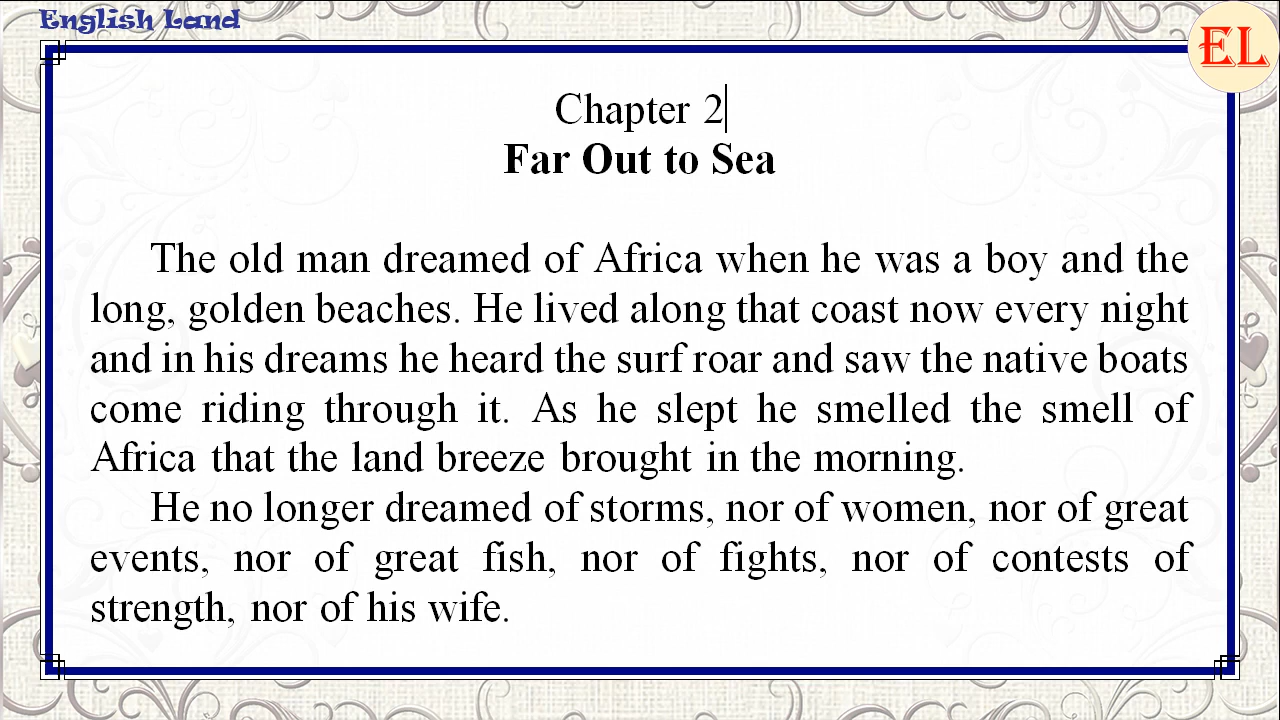 English Land
EL
Chapter 2
Far Out to Sea
The old man dreamed of Africa when he was a boy and the
long, golden beaches. He lived along that coast now every night
and in his dreams he heard the surf roar and saw the native boats
come riding through it. As he slept he smelled the smell of
Africa that the land breeze brought in the morning.
He no longer dreamed of storms, nor of women, nor of great
events, nor of great fish, nor of fights, nor of contests of
strength, nor of his wife.